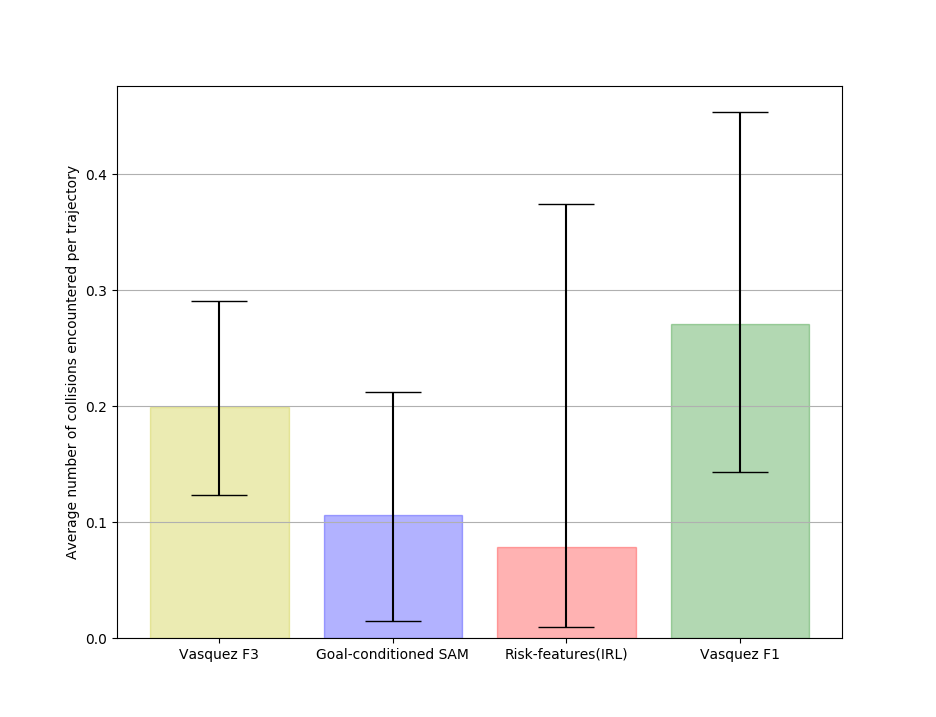 Average number of collisions encountered per trajectory
0.4
0.3
0.2
0.1
0.0
Vasquez F3
Goal-conditioned SAM
Risk-features(IRL)
Vasquez F1